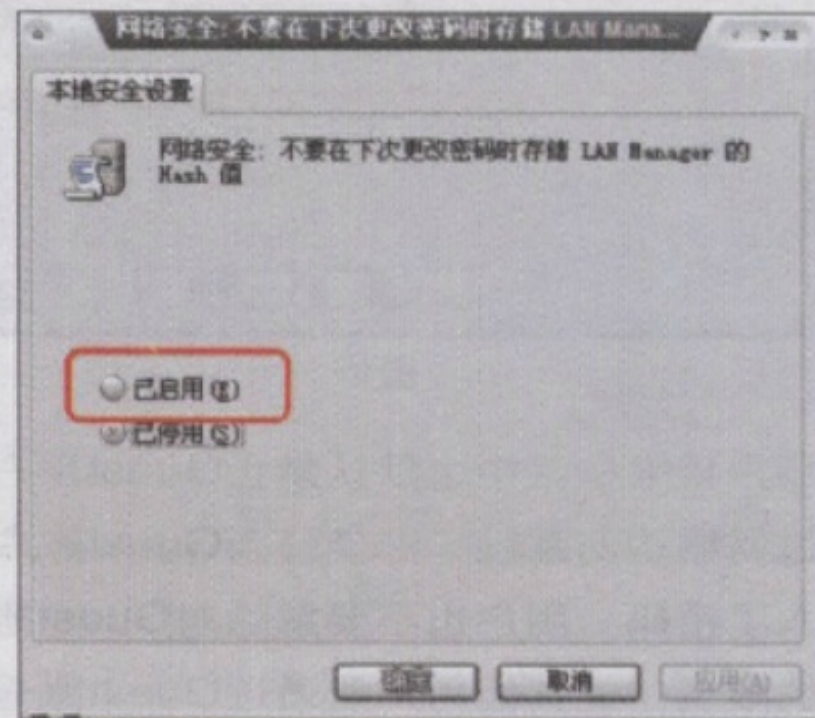 网络安全:不要在下次更改密码时存储 LAN Mana...
本地安全设置
网络安全: 不要在下次更改密码时存储 LAN Manager 的
Hash 值
已启用(E)
已停用(S)
确定
取消
应用(A)